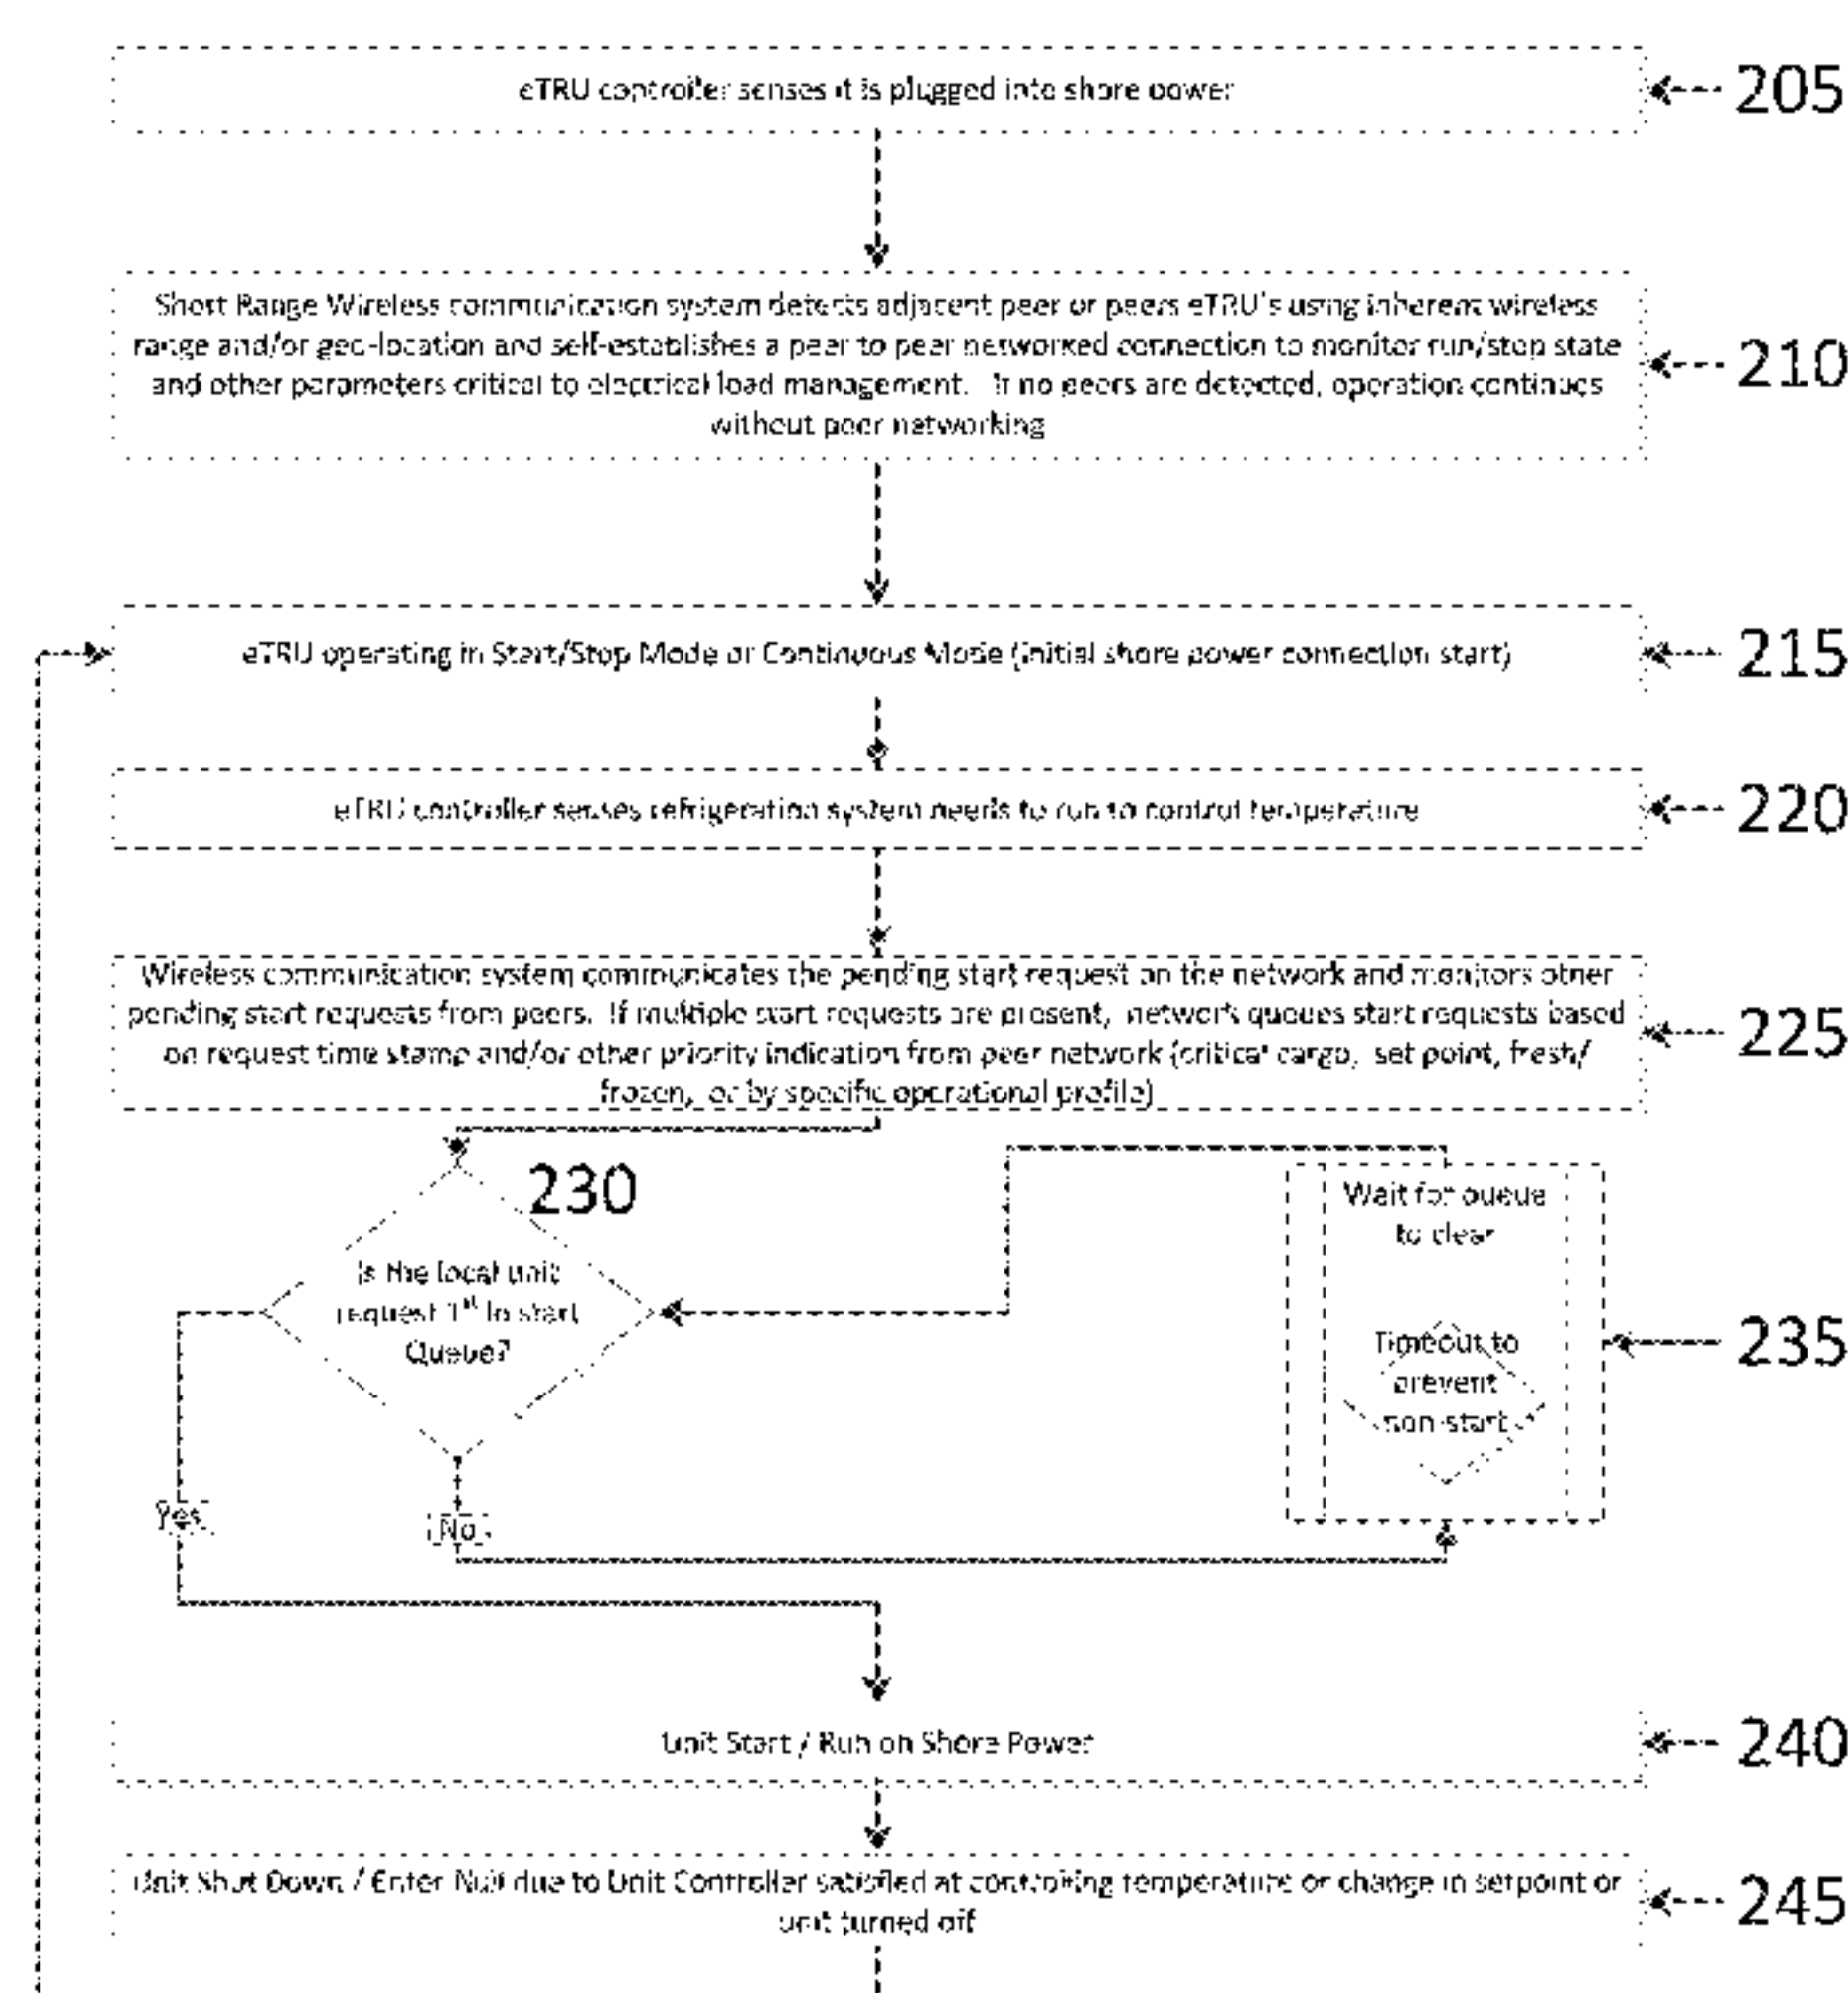 eTRU controller senses it is plugged into shore power
205
Short Range Wireless communication system detects adjacent peer or peers eTRU's using inherent wireless
range and/or geo-location and self-establishes a peer to peer networked connection to monitor run/stop state
and other parameters critical to electrical load management. If no peers are detected, operation continues
without peer networking
210
eTRU operating in Start/Stop Mode or Continuous Mode (initial shore power connection start)
215
eTRU controller senses refrigeration system needs to run to control temperature
220
Wireless communication system communicates the pending start request on the network and monitors other
pending start requests from peers. If multiple start requests are present, network queues start requests based
on request time stamp and/or other priority indication from peer network (critical cargo, set point, fresh/
frozen, or by specific operational profile)
225
230
Is the local unit
request 1st in start
Queue?
Wait for queue
to clear
Timeout to
prevent
non-start
235
Yes
No
Unit Start / Run on Shore Power
240
Unit Shut Down / Enter Null due to Unit Controller satisfied at controlling temperature or change in setpoint or
unit turned off
245